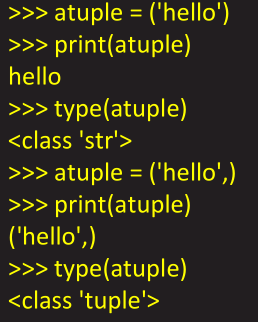 >>> atuple = ('hello')
>>> print(atuple)
hello
>>> type(atuple)
<class 'str'>
>>> atuple = ('hello',)
>>> print(atuple)
('hello',)
>>> type(atuple)
<class 'tuple'>